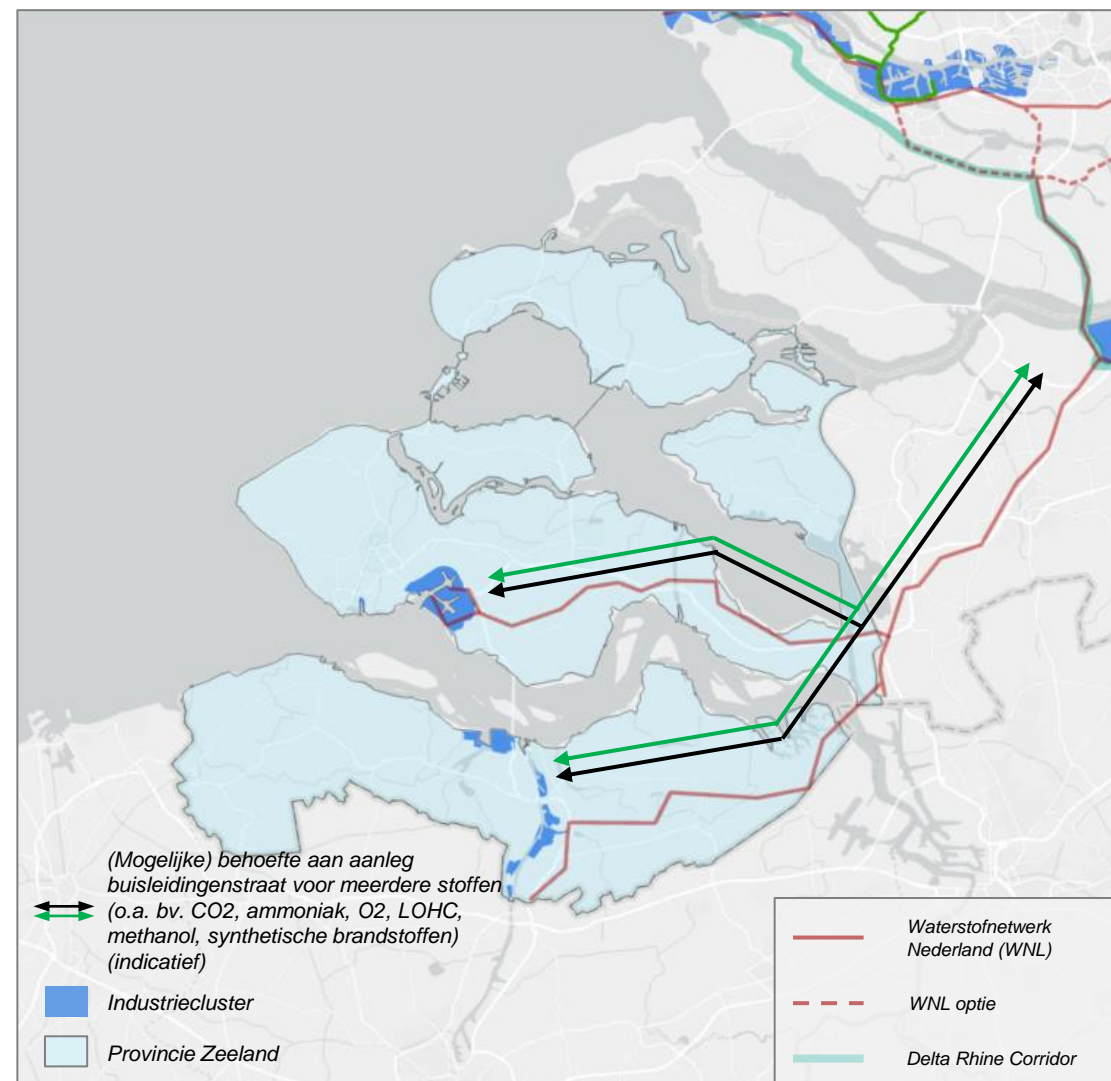 (Mogelijke) behoefte aan aanleg
buisleidingenstraat voor meerdere stoffen
(o.a. bv. CO2, ammoniak, O2, LOHC,
methanol, synthetische brandstoffen)
(indicatief)
Industriecluster
Provincie Zeeland
Waterstofnetwerk
Nederland (WNL)
WNL optie
Delta Rhine Corridor